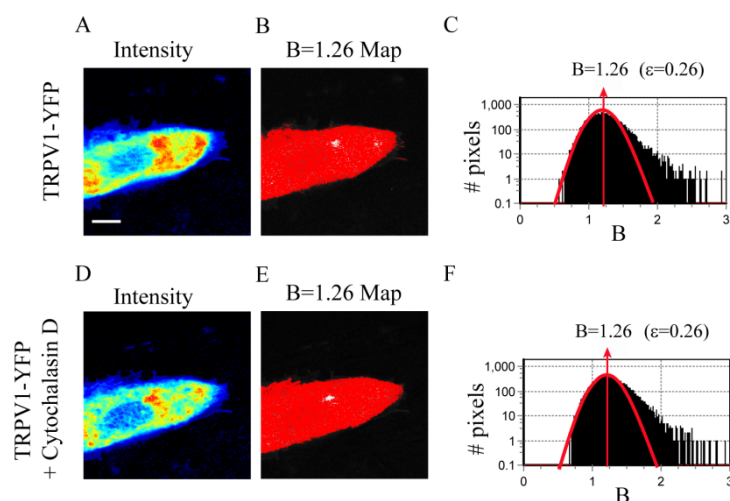 A
B
C
Intensity
B=1.26 Map
B=1.26 (ε=0.26)
TRPV1-YFP
# pixels
1,000
100
10
1
0.1
0 1 2 3
B
D
E
F
Intensity
B=1.26 Map
B=1.26 (ε=0.26)
TRPV1-YFP
+ Cytochalasin D
# pixels
1,000
100
10
1
0.1
0 1 2 3
B